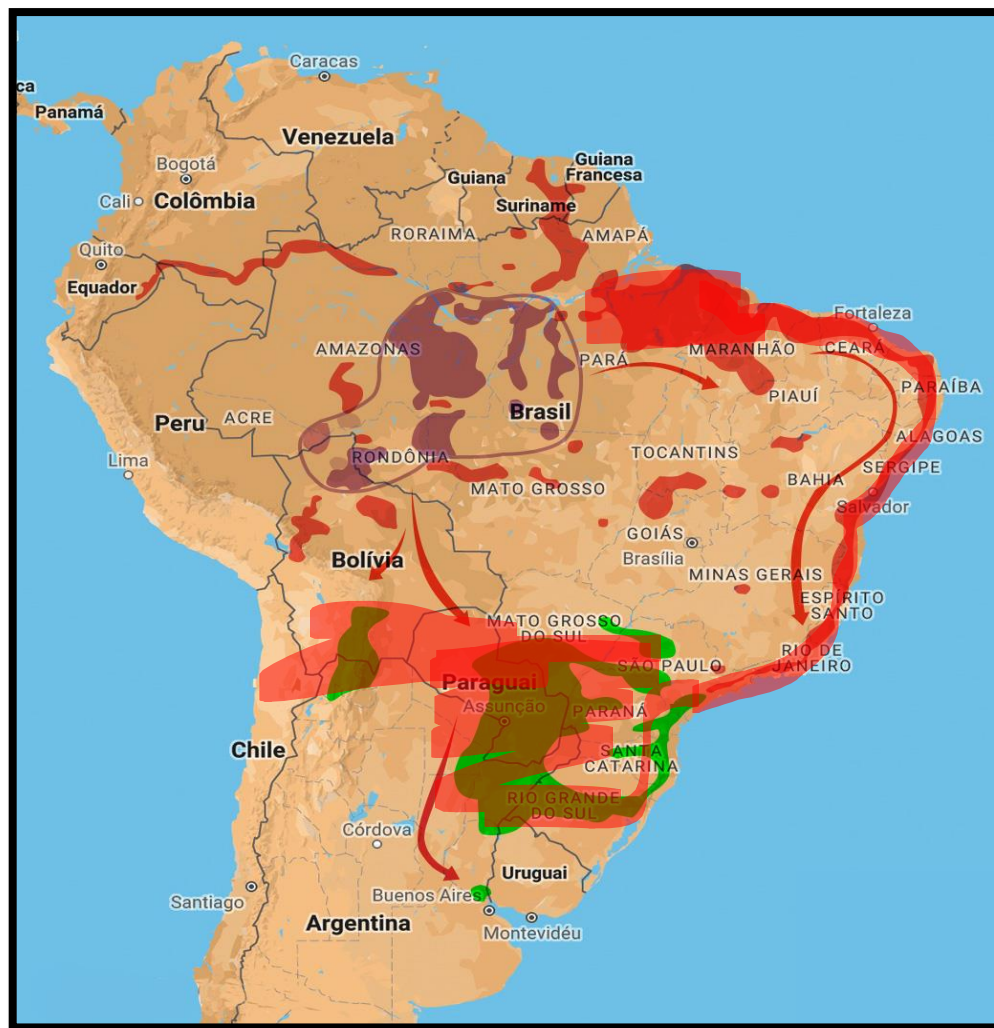 Caracas
ca
Panamá
Venezuela
Bogotá
Guiana
Guiana
Francesa
Cali
Colômbia
Suriname
RORAIMA
AMAPÁ
Quito
Equador
Fortaleza
AMAZONAS
PARÁ
MARANHÃO
CEARÁ
PIAUÍ
PARAÍBA
Peru
ACRE
Brasil
ALAGOAS
Lima
RONDÔNIA
TOCANTINS
SERGIPE
MATO GROSSO
BAHIA
Salvador
GOIÁS
Brasília
Bolívia
MINAS GERAIS
ESPÍRITO
SANTO
MATO GROSSO
DO SUL
SÃO PAULO
RIO DE
JANEIRO
Paraguai
Assunção
PARANÁ
Chile
SANTA
CATARINA
RIO GRANDE
DO SUL
Córdova
Uruguai
Santiago
Buenos Aires
Argentina
Montevidéu